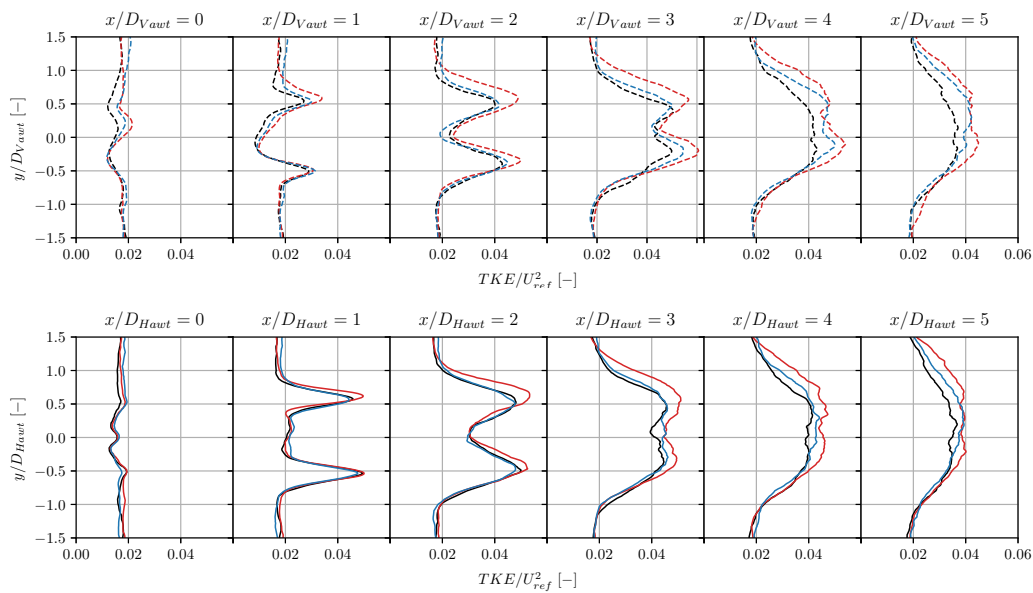 x/D_{Vawt} = 0 x/D_{Vawt} = 1 x/D_{Vawt} = 2 x/D_{Vawt} = 3 x/D_{Vawt} = 4 x/D_{Vawt} = 5
1.5
1.0
0.5
0.0
−0.5
−1.0
−1.5
y/D_{Vawt} [−]
0.00 0.02 0.04 0.02 0.04 0.02 0.04 0.02 0.04 0.02 0.04 0.02 0.04 0.06
TKE/U_{ref}^2 [−]
x/D_{Hawt} = 0 x/D_{Hawt} = 1 x/D_{Hawt} = 2 x/D_{Hawt} = 3 x/D_{Hawt} = 4 x/D_{Hawt} = 5
1.5
1.0
0.5
0.0
−0.5
−1.0
−1.5
y/D_{Hawt} [−]
0.00 0.02 0.04 0.02 0.04 0.02 0.04 0.02 0.04 0.02 0.04 0.02 0.04 0.06
TKE/U_{ref}^2 [−]